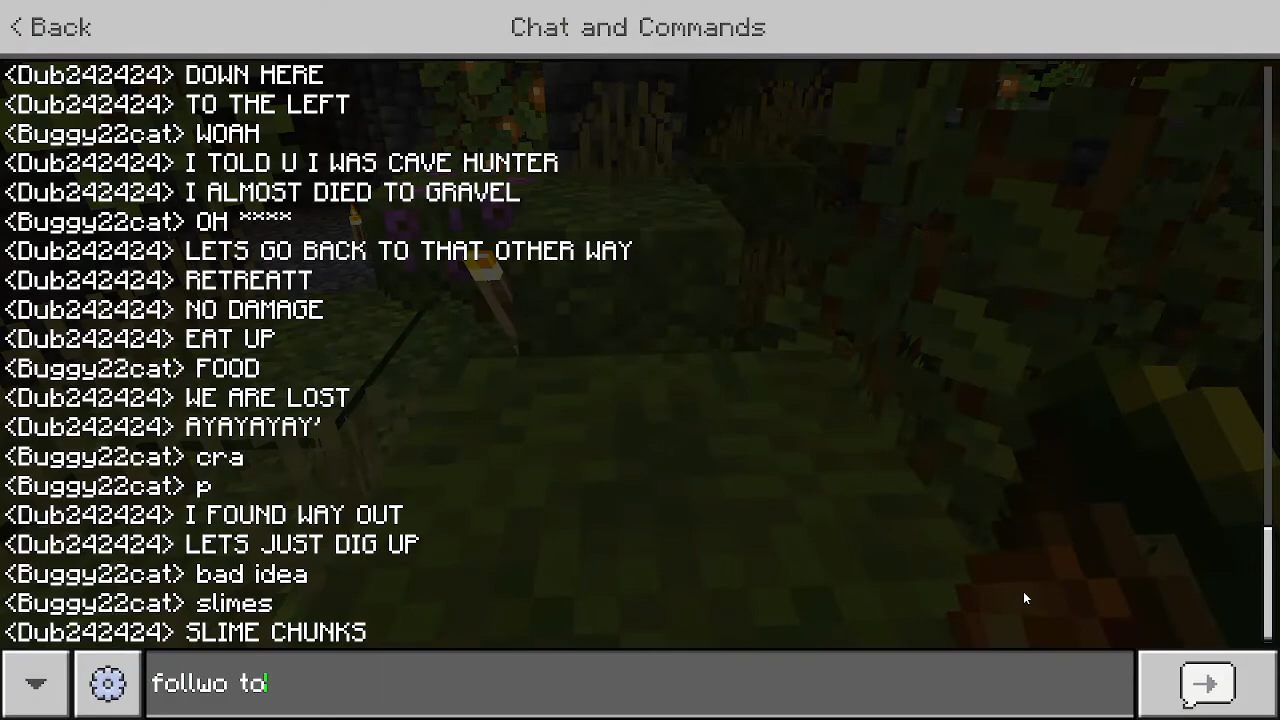 < Back
Chat and Commands
<Dub242424> DOWN HERE
<Dub242424> TO THE LEFT
<Buggy22cat> WOAH
<Dub242424> I TOLD U I WAS CAVE HUNTER
<Dub242424> I ALMOST DIED TO GRAVEL
<Buggy22cat> OH ****
<Dub242424> LETS GO BACK TO THAT OTHER WAY
<Dub242424> RETREATT
<Dub242424> NO DAMAGE
<Dub242424> EAT UP
<Buggy22cat> FOOD
<Dub242424> WE ARE LOST
<Dub242424> AYAYAYAY'
<Buggy22cat> cra
<Buggy22cat> p
<Dub242424> I FOUND WAY OUT
<Dub242424> LETS JUST DIG UP
<Buggy22cat> bad idea
<Buggy22cat> slimes
<Dub242424> SLIME CHUNKS
follwo to